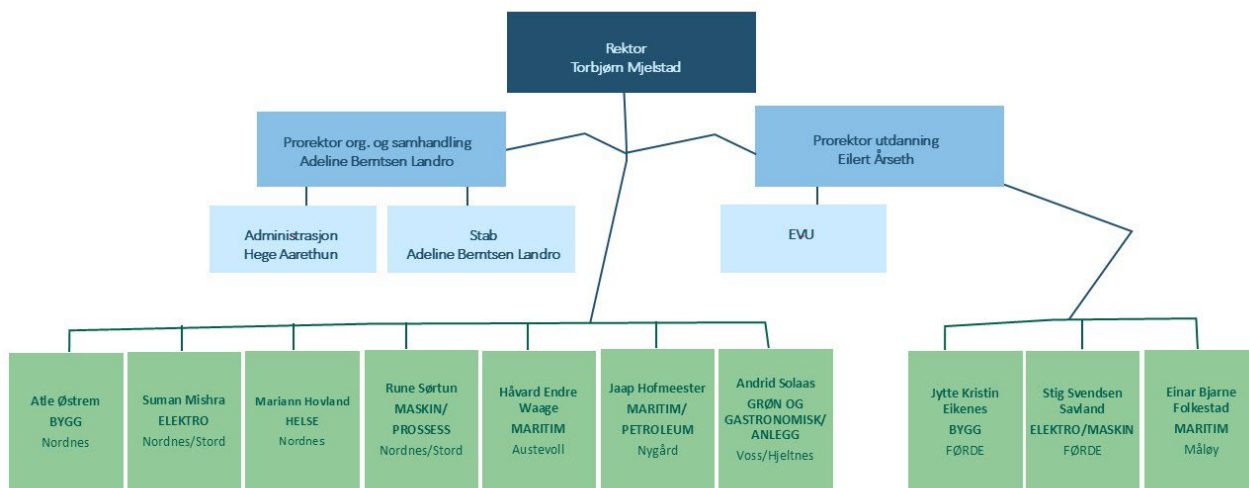 Rektor
Torbjørn Mjelstad
Prorektor org. og samhandling
Adeline Berntsen Landro
Prorektor utdanning
Eilert Årseth
Administrasjon
Hege Aarethun
Stab
Adeline Berntsen Landro
EVU
Atle Østrem
BYGG
Nordnes
Suman Mishra
ELEKTRO
Nordnes/Stord
Mariann Hovland
HELSE
Nordnes
Rune Sørtun
MASKIN/
PROSSESS
Nordnes/Stord
Håvard Endre
Waage
MARITIM
Austevoll
Jaap Hofmeester
MARITIM/
PETROLEUM
Nygård
Andrid Solaas
GRØN OG
GASTRONOMISK/
ANLEGG
Voss/Hjeltnes
Jytte Kristin
Eikenes
BYGG
FØRDE
Stig Svendsen
Savland
ELEKTRO/MASKIN
FØRDE
Einar Bjarne
Folkestad
MARITIM
Måløy